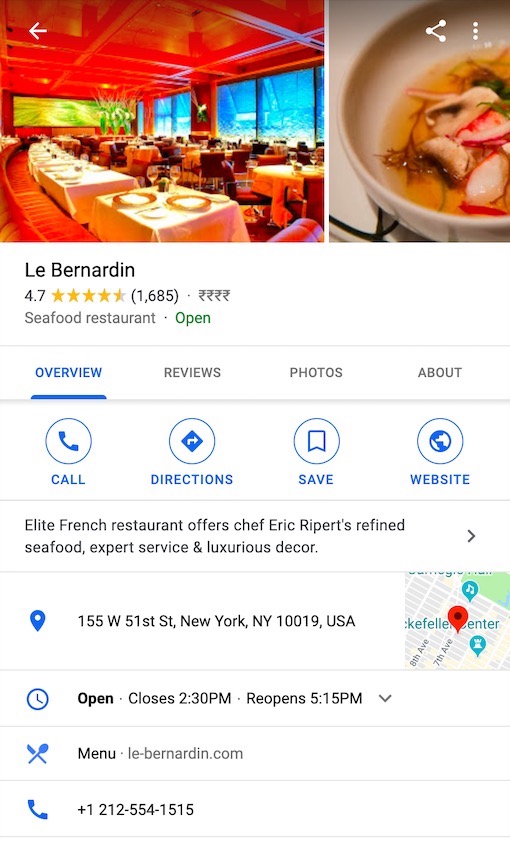 Le Bernardin
4.7 (1,685) · ₹₹₹₹
Seafood restaurant · Open
OVERVIEW REVIEWS PHOTOS ABOUT
CALL DIRECTIONS SAVE WEBSITE
Elite French restaurant offers chef Eric Ripert's refined
seafood, expert service & luxurious decor.
155 W 51st St, New York, NY 10019, USA
Carnegie Hall
ckefeller Center
8th Ave
7th Ave
Open · Closes 2:30PM · Reopens 5:15PM
Menu · le-bernardin.com
+1 212-554-1515